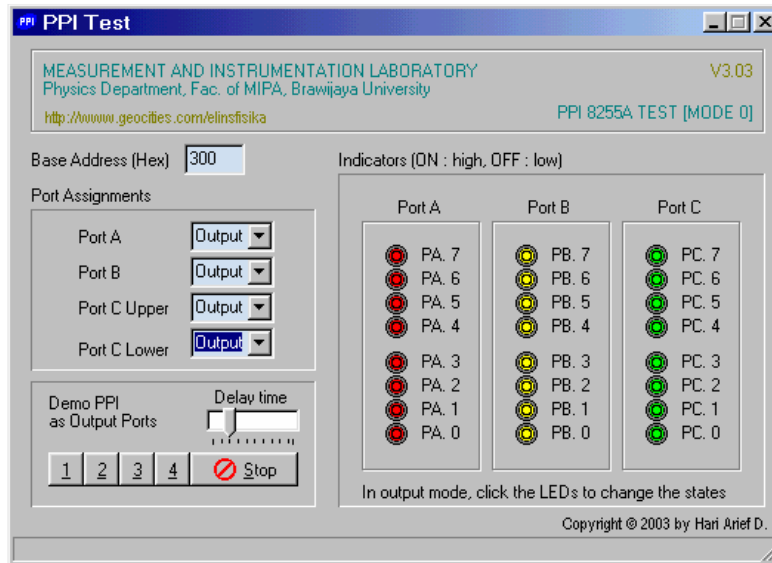 PPI PPI Test
MEASUREMENT AND INSTRUMENTATION LABORATORY V3.03
Physics Department, Fac. of MIPA, Brawijaya University
http://www.geocities.com/elinsfisika PPI 8255A TEST [MODE 0]
Base Address (Hex) 300
Port Assignments
Port A Output
Port B Output
Port C Upper Output
Port C Lower Output
Demo PPI
as Output Ports
Delay time
1 2 3 4 Stop
Indicators (ON : high, OFF : low)
Port A Port B Port C
PA. 7 PB. 7 PC. 7
PA. 6 PB. 6 PC. 6
PA. 5 PB. 5 PC. 5
PA. 4 PB. 4 PC. 4
PA. 3 PB. 3 PC. 3
PA. 2 PB. 2 PC. 2
PA. 1 PB. 1 PC. 1
PA. 0 PB. 0 PC. 0
In output mode, click the LEDs to change the states
Copyright © 2003 by Hari Arief D.